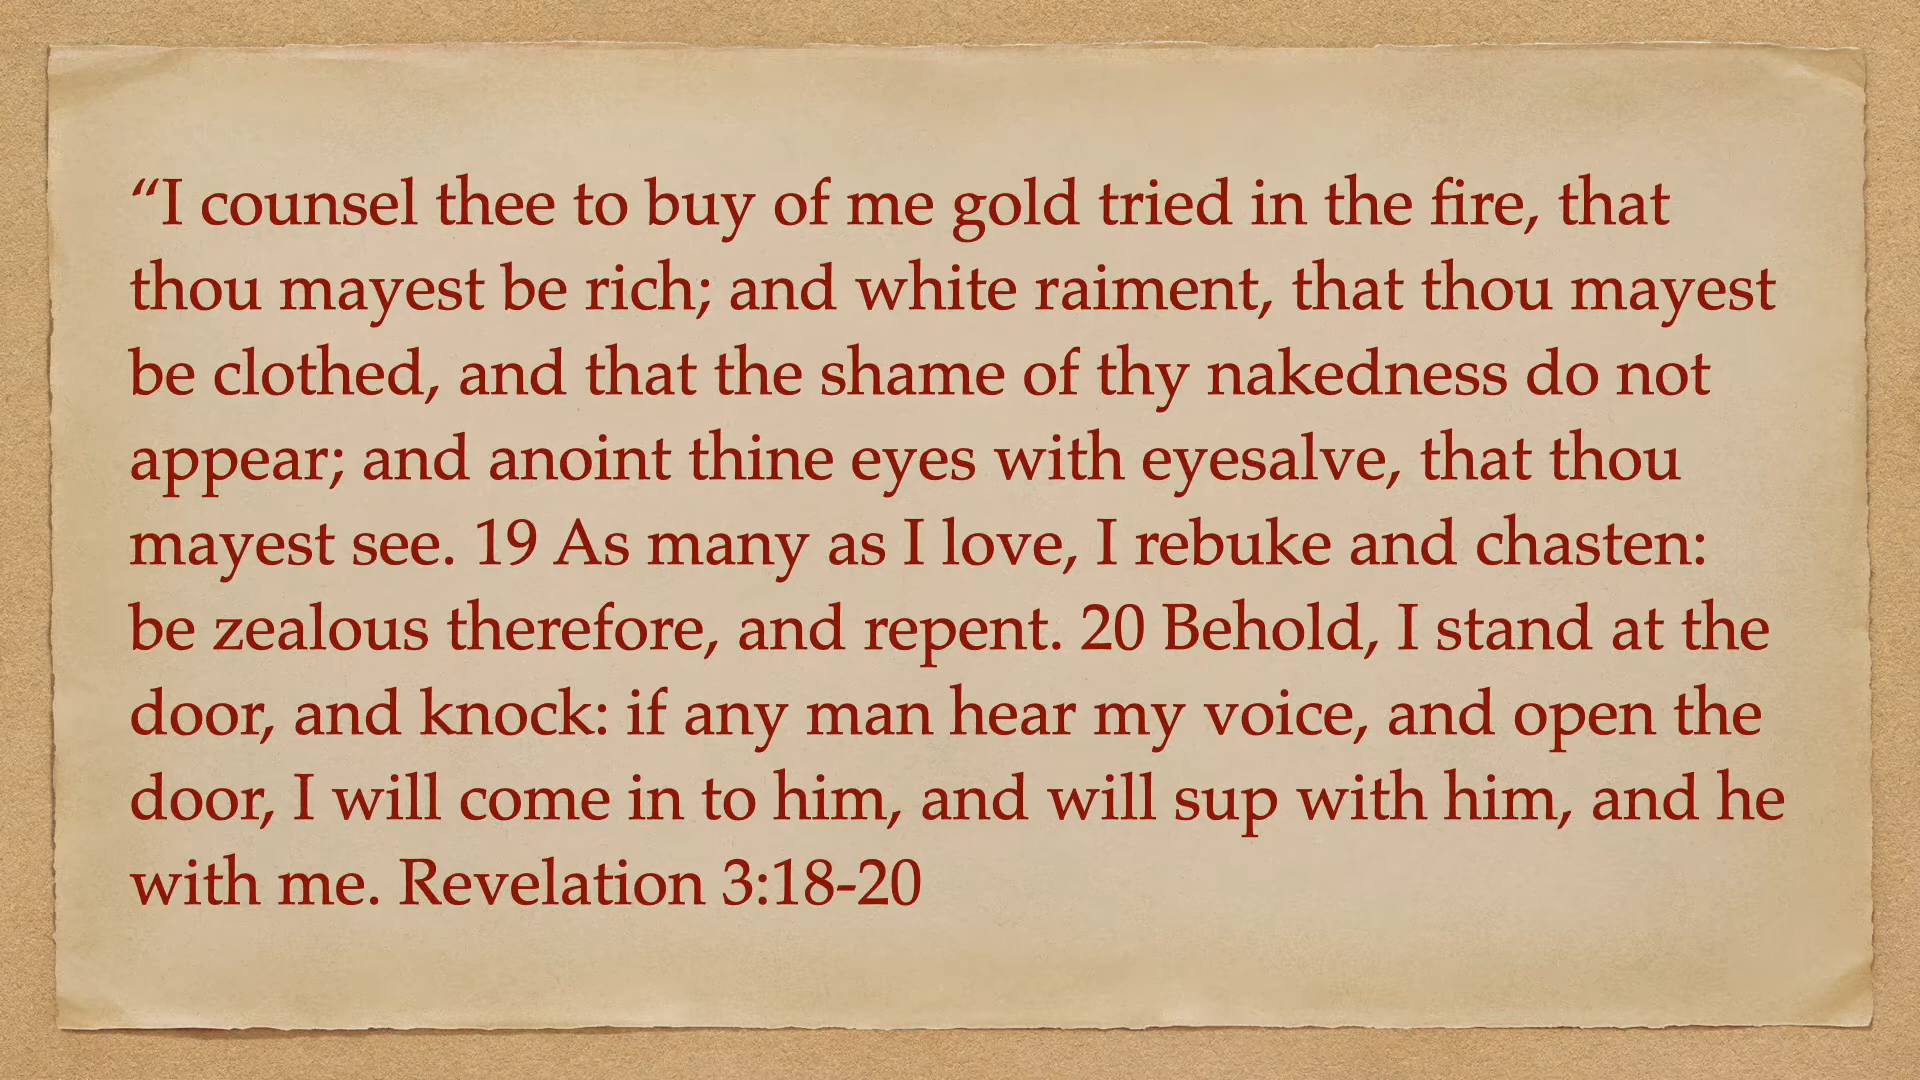 “I counsel thee to buy of me gold tried in the fire, that
thou mayest be rich; and white raiment, that thou mayest
be clothed, and that the shame of thy nakedness do not
appear; and anoint thine eyes with eyesalve, that thou
mayest see. 19 As many as I love, I rebuke and chasten:
be zealous therefore, and repent. 20 Behold, I stand at the
door, and knock: if any man hear my voice, and open the
door, I will come in to him, and will sup with him, and he
with me. Revelation 3:18-20